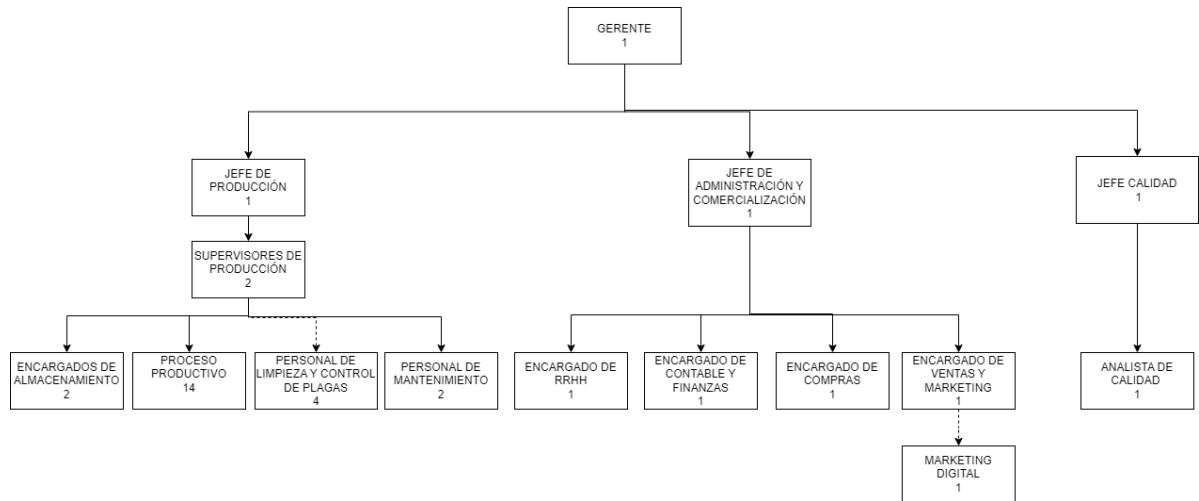 GERENTE
1
JEFE DE
PRODUCCIÓN
1
JEFE DE
ADMINISTRACIÓN Y
COMERCIALIZACIÓN
1
JEFE CALIDAD
1
SUPERVISORES DE
PRODUCCIÓN
2
ENCARGADOS DE
ALMACENAMIENTO
2
PROCESO
PRODUCTIVO
14
PERSONAL DE
LIMPIEZA Y CONTROL
DE PLAGAS
4
PERSONAL DE
MANTENIMIENTO
2
ENCARGADO DE
RRHH
1
ENCARGADO DE
CONTABLE Y
FINANZAS
1
ENCARGADO DE
COMPRAS
1
ENCARGADO DE
VENTAS Y
MARKETING
1
ANALISTA DE
CALIDAD
1
MARKETING
DIGITAL
1